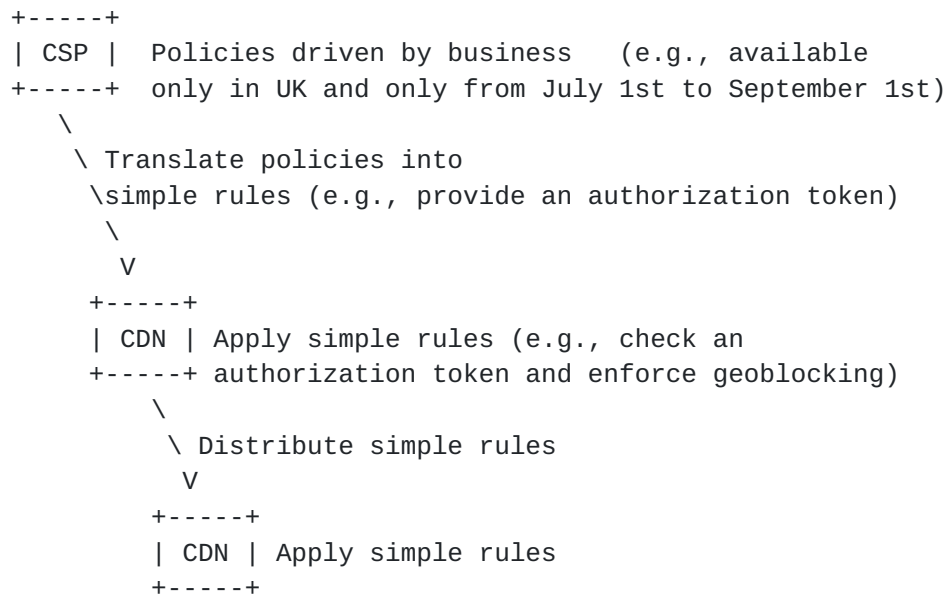 +-----+
| CSP |  Policies driven by business   (e.g., available
+-----+  only in UK and only from July 1st to September 1st)
   \
    \ Translate policies into
     \simple rules (e.g., provide an authorization token)
      \
       V
     +-----+
     | CDN | Apply simple rules (e.g., check an
     +-----+ authorization token and enforce geoblocking)
         \
          \ Distribute simple rules
           V
         +-----+
         | CDN | Apply simple rules
         +-----+